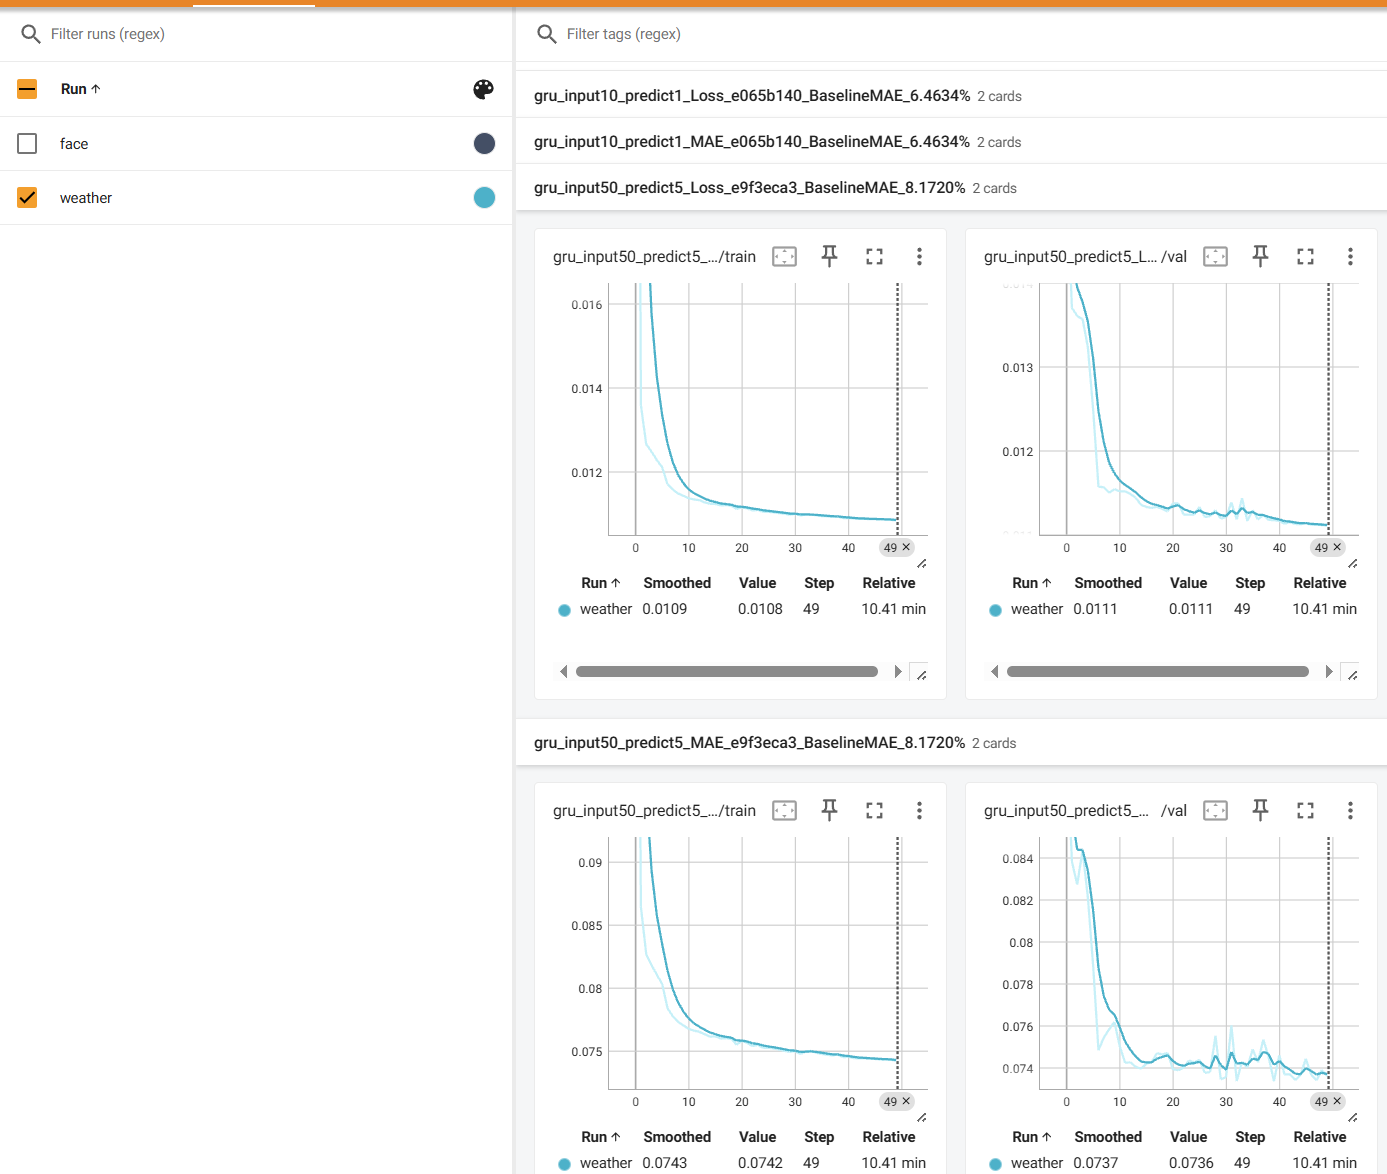 Filter runs (regex)
Filter tags (regex)
Run ↑
face
weather
gru_input10_predict1_Loss_e065b140_BaselineMAE_6.4634% 2 cards
gru_input10_predict1_MAE_e065b140_BaselineMAE_6.4634% 2 cards
gru_input50_predict5_Loss_e9f3eca3_BaselineMAE_8.1720% 2 cards
gru_input50_predict5_.../train
0.016
0.014
0.012
0 10 20 30 40 49 ×
Run ↑ Smoothed Value Step Relative
weather 0.0109 0.0108 49 10.41 min
gru_input50_predict5_L... /val
0.014
0.013
0.012
0 10 20 30 40 49 ×
Run ↑ Smoothed Value Step Relative
weather 0.0111 0.0111 49 10.41 min
gru_input50_predict5_MAE_e9f3eca3_BaselineMAE_8.1720% 2 cards
gru_input50_predict5_.../train
0.09
0.085
0.08
0.075
0 10 20 30 40 49 ×
Run ↑ Smoothed Value Step Relative
weather 0.0743 0.0742 49 10.41 min
gru_input50_predict5_... /val
0.084
0.082
0.08
0.078
0.076
0.074
0 10 20 30 40 49 ×
Run ↑ Smoothed Value Step Relative
weather 0.0737 0.0736 49 10.41 min